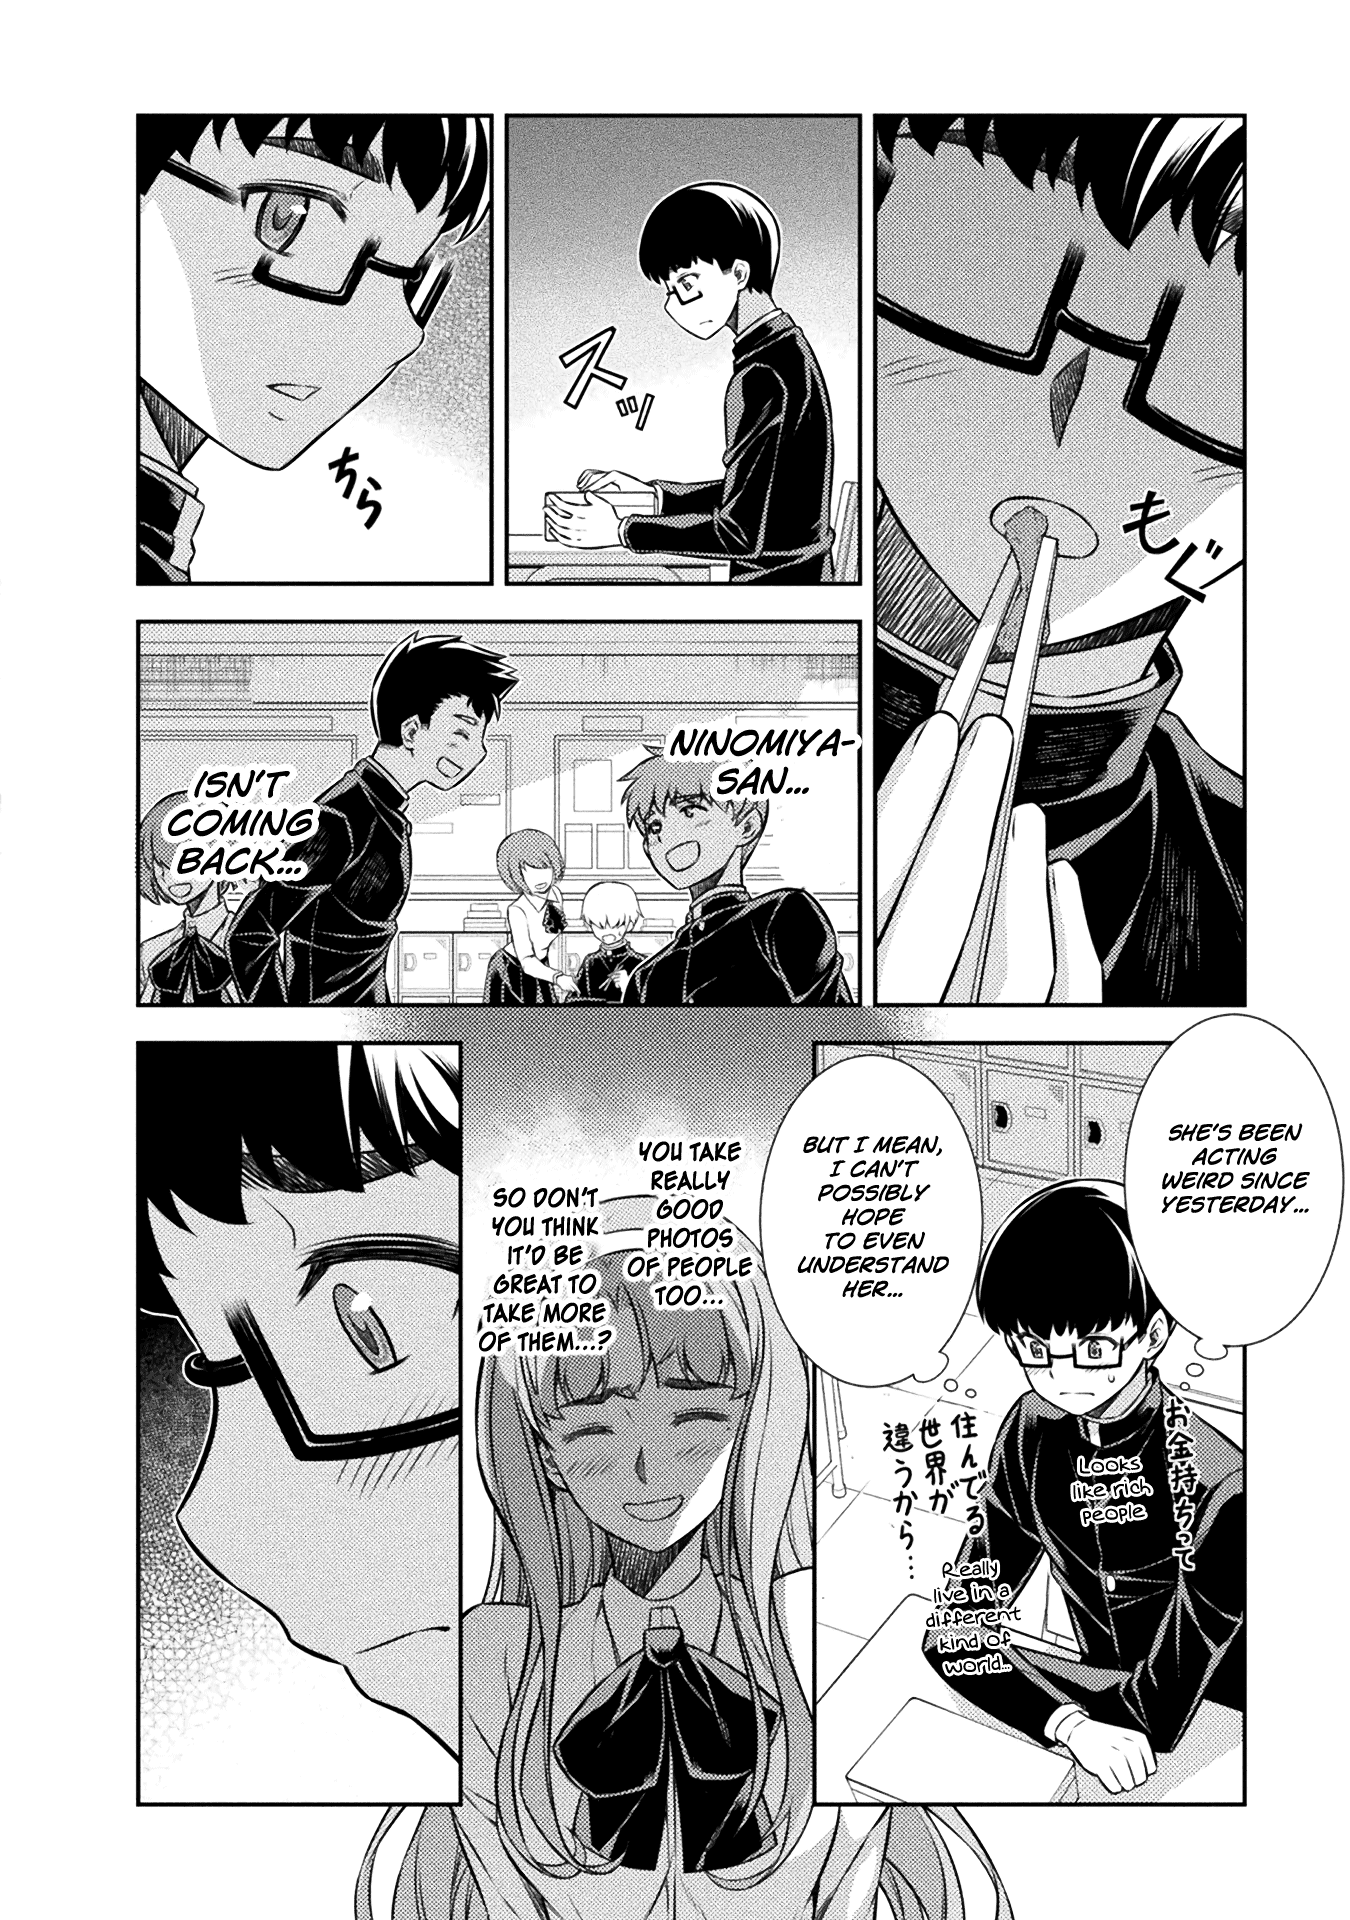 もじ
スッ
ちら
NINOMIYA-
SAN...
ISN'T
COMING
BACK...
SHE'S BEEN
ACTING
WEIRD SINCE
YESTERDAY...
お金持ちって
Looks
like rich
people
BUT I MEAN,
I CAN'T
POSSIBLY
HOPE
TO EVEN
UNDERSTAND
HER...
住んでる
世界が
違うから…
Really
live in a
different
kind of
world...
YOU TAKE
REALLY
GOOD
PHOTOS
OF PEOPLE
TOO...
SO DON'T
YOU THINK
IT'D BE
GREAT TO
TAKE MORE
OF THEM...?